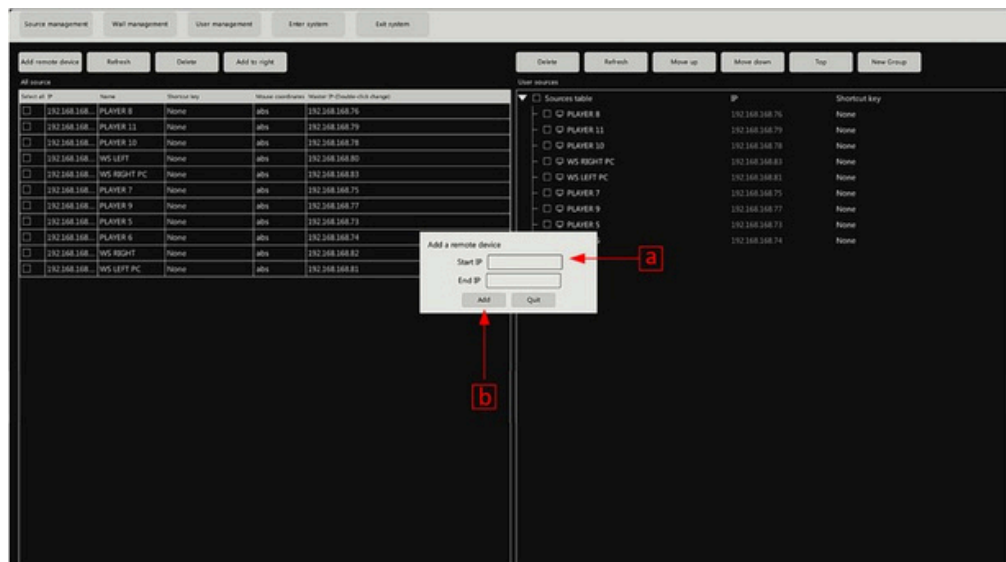 Source management Wall management User management Enter system Exit system
Add remote device Refresh Delete Add to right
Delete Refresh Move up Move down Top New Group
All source
User sources
Select all IP Name Shortcut key Mouse coordinates Master IP (Double-click change)
192.168.168... PLAYER 8 None abs 192.168.168.76
192.168.168... PLAYER 11 None abs 192.168.168.79
192.168.168... PLAYER 10 None abs 192.168.168.78
192.168.168... WS LEFT None abs 192.168.168.80
192.168.168... WS RIGHT PC None abs 192.168.168.83
192.168.168... PLAYER 7 None abs 192.168.168.75
192.168.168... PLAYER 9 None abs 192.168.168.77
192.168.168... PLAYER 5 None abs 192.168.168.73
192.168.168... PLAYER 6 None abs 192.168.168.74
192.168.168... WS RIGHT None abs 192.168.168.82
192.168.168... WS LEFT PC None abs 192.168.168.81
Sources table IP Shortcut key
PLAYER 8 192.168.168.76 None
PLAYER 11 192.168.168.79 None
PLAYER 10 192.168.168.78 None
WS RIGHT PC 192.168.168.83 None
WS LEFT PC 192.168.168.81 None
PLAYER 7 192.168.168.75 None
PLAYER 9 192.168.168.77 None
PLAYER 5 192.168.168.73 None
192.168.168.74 None
Add a remote device
Start IP
End IP
Add Quit
a
b